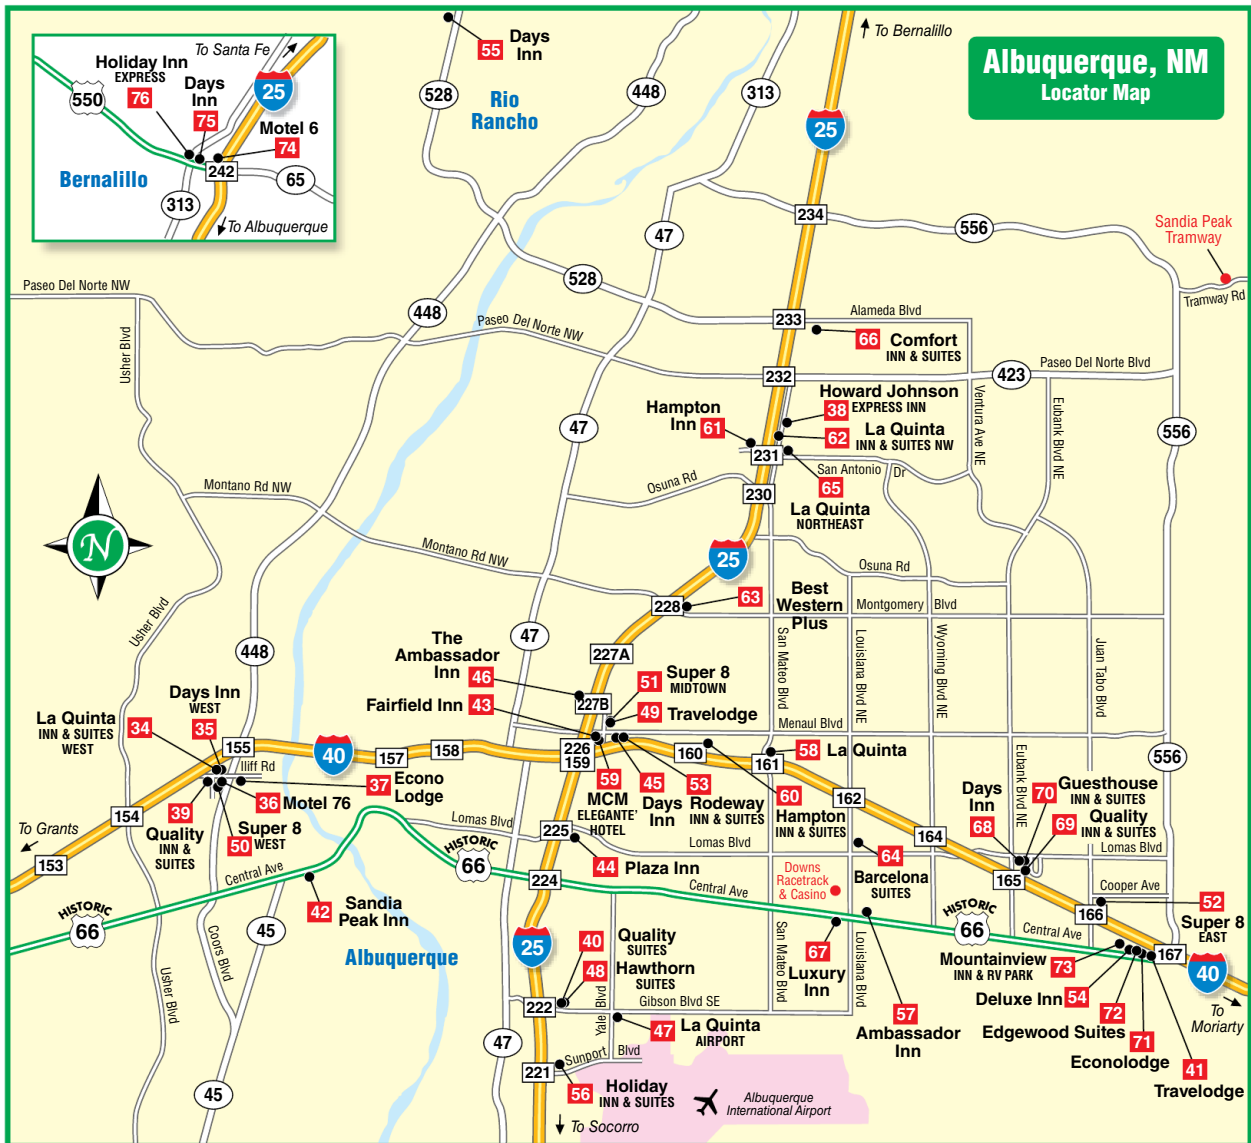 Albuquerque, NM
Locator Map
To Bernalillo
To Santa Fe
Holiday Inn
EXPRESS
76
Days
Inn
75
550
25
Motel 6
74
242
65
Bernalillo
313
To Albuquerque
55
Days
Inn
528
Rio
Rancho
448
313
25
234
556
Sandia Peak
Tramway
Tramway Rd
47
528
448
Paseo Del Norte NW
Usher Blvd
Paseo Del Norte NW
233
Alameda Blvd
66
Comfort
INN & SUITES
232
423
Paseo Del Norte Blvd
Ventura Ave NE
Eubank Blvd NE
556
Howard Johnson
38
EXPRESS INN
Hampton
Inn
61
47
62
La Quinta
INN & SUITES NW
231
San Antonio
Dr
65
La Quinta
NORTHEAST
Osuna Rd
230
Montano Rd NW
N
Montano Rd NW
25
Osuna Rd
63
Best
Western
Plus
228
Montgomery
Blvd
Usher Blvd
448
47
227A
San Mateo Blvd
Louisiana Blvd NE
Wyoming Blvd NE
Juan Tabo Blvd
The
Ambassador
Inn
46
227B
51
Super 8
MIDTOWN
Fairfield Inn
43
49
Travelodge
Menaul Blvd
Days Inn
WEST
35
La Quinta
INN & SUITES
WEST
34
155
40
157
158
226
159
160
161
58
La Quinta
556
Iliff Rd
37
Econo
Lodge
36
Motel 76
39
Quality
INN &
SUITES
50
Super 8
WEST
154
To Grants
153
59
MCM
ELEGANTE'
HOTEL
45
Days
Inn
53
Rodeway
INN & SUITES
60
Hampton
INN & SUITES
162
164
Eubank Blvd NE
Days
Inn
68
70
Guesthouse
INN & SUITES
69
Quality
INN & SUITES
Lomas Blvd
225
44
Plaza Inn
Lomas Blvd
Lomas Blvd
HISTORIC
66
224
Central Ave
Downs
Racetrack
& Casino
64
Barcelona
SUITES
165
Cooper Ave
166
52
Super 8
EAST
Central Ave
HISTORIC
66
42
Sandia
Peak Inn
Coors Blvd
45
Albuquerque
Usher Blvd
25
40
Quality
SUITES
48
Hawthorn
SUITES
Yale Blvd
Gibson Blvd SE
222
47
La Quinta
AIRPORT
San Mateo Blvd
67
Luxury
Inn
Louisiana Blvd
57
Ambassador
Inn
HISTORIC
66
Central Ave
Mountainview
INN & RV PARK
73
Deluxe Inn
54
72
Edgewood Suites
71
Econolodge
41
Travelodge
167
40
To
Moriarty
47
45
221
Sunport
Blvd
56
Holiday
INN & SUITES
Albuquerque
International Airport
To Socorro